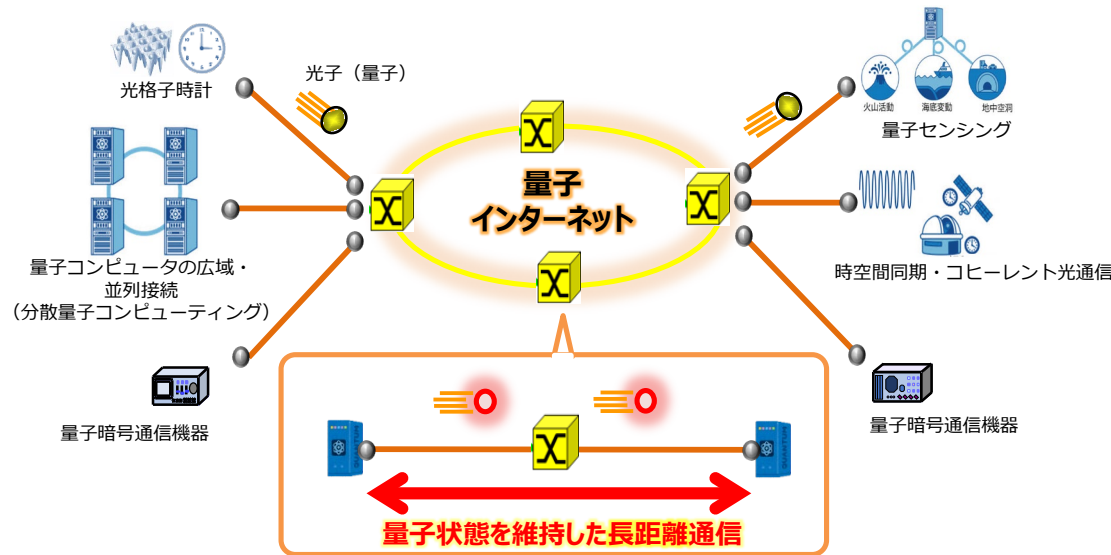 光格子時計
光子（量子）
火山活動
海底変動
地中空洞
量子センシング
量子
インターネット
量子コンピュータの広域・
並列接続
（分散量子コンピューティング）
時空間同期・コヒーレント光通信
量子暗号通信機器
量子暗号通信機器
QUANTUM
QUANTUM
量子状態を維持した長距離通信